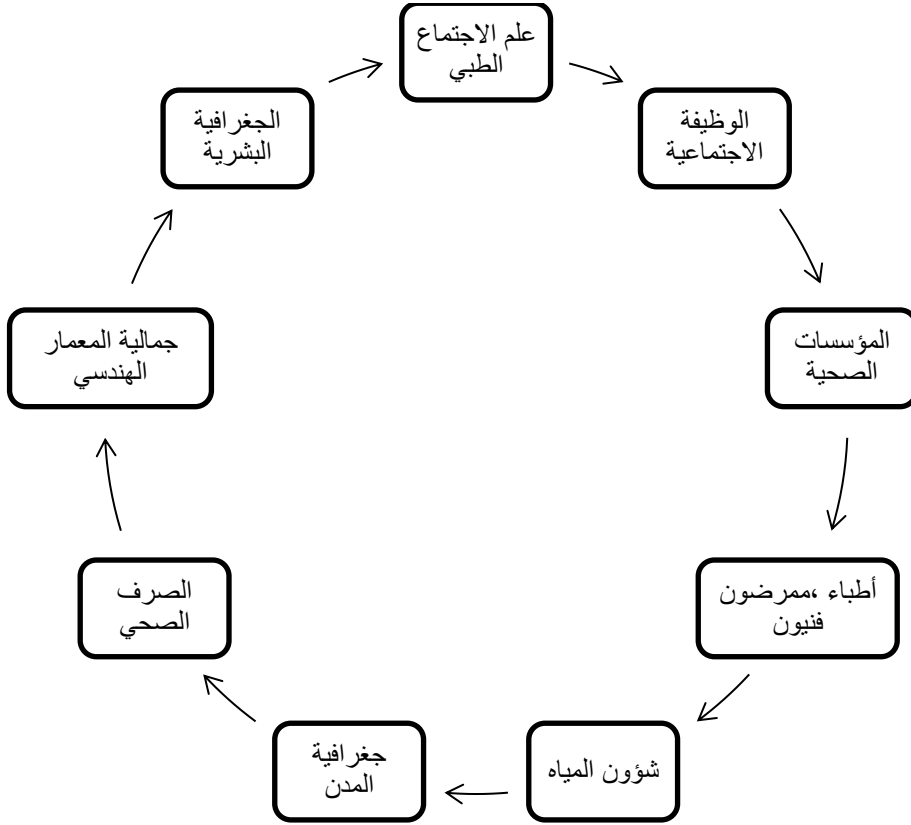 علم الاجتماع
الطبي
الوظيفة
الاجتماعية
المؤسسات
الصحية
أطباء ،ممرضون
فنيون
شؤون المياه
جغرافية
المدن
الصرف
الصحي
جمالية المعمار
الهندسي
الجغرافية
البشرية